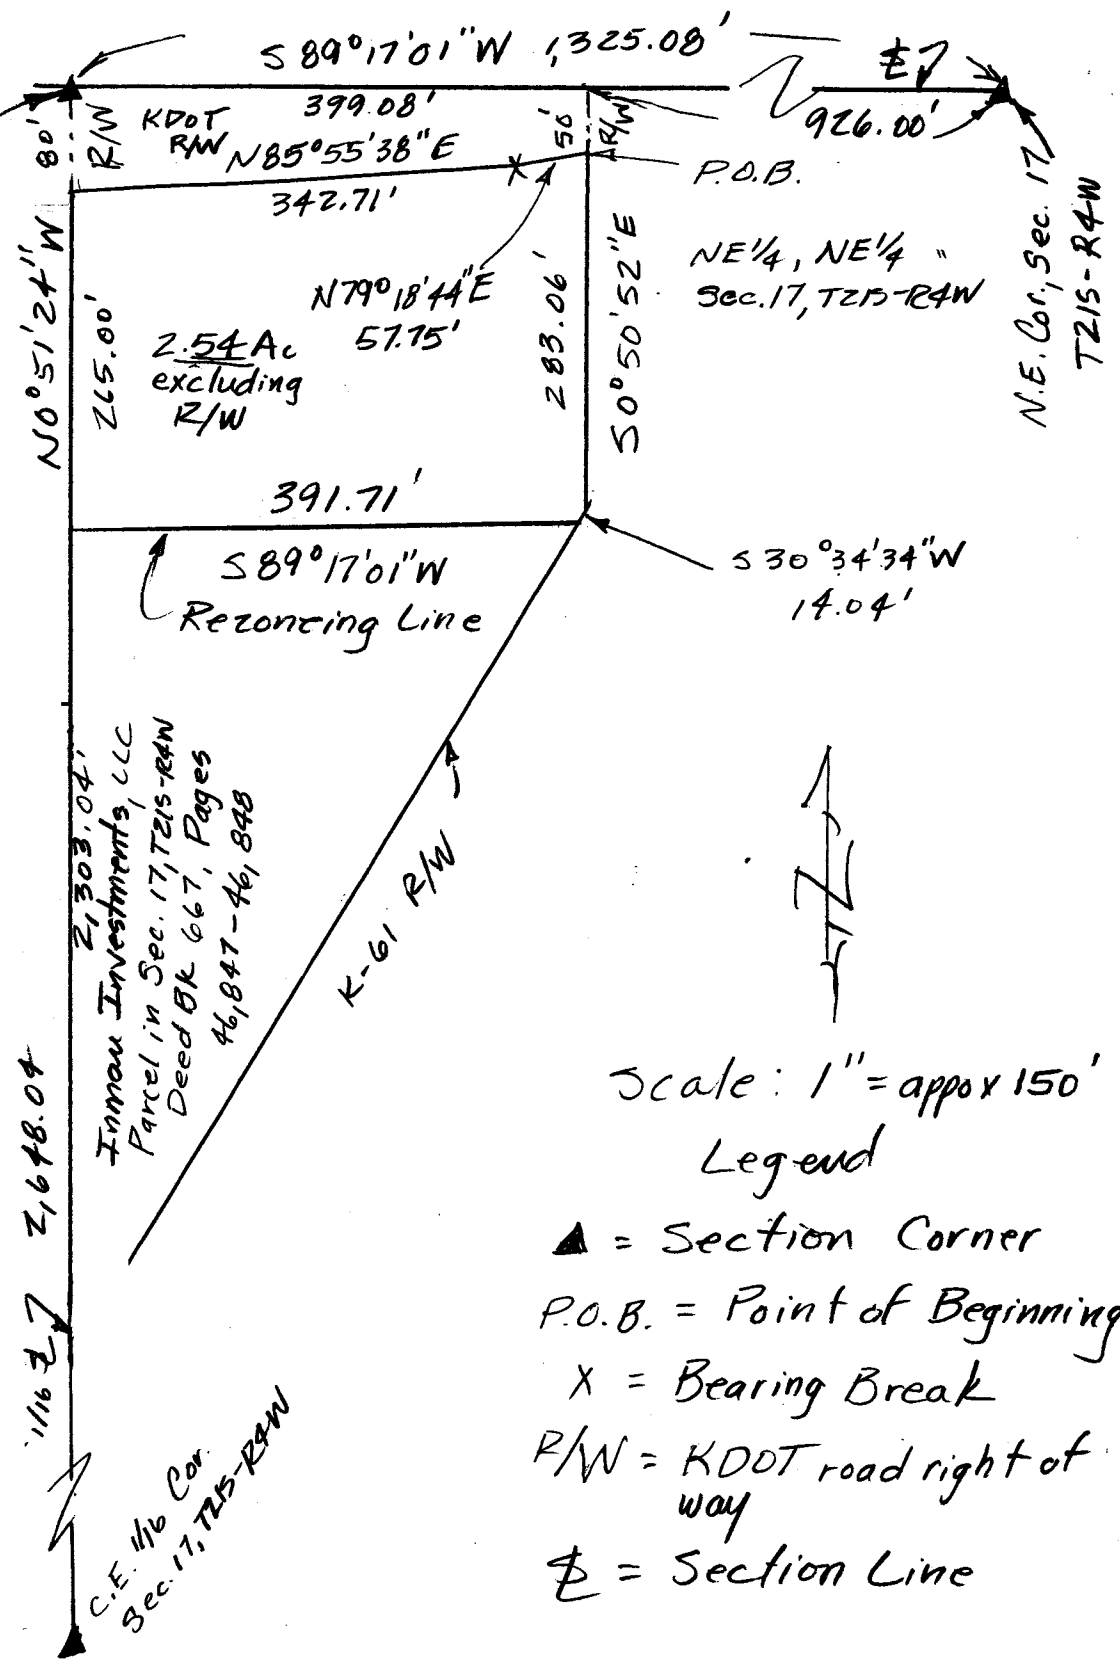 S 89°17'01"W 1,325.08'
399.08'
926.00'
80'
R/W
KDOT
R/W
N85°55'38"E
342.71'
50'
R/W
P.O.B.
N.E. Cor., Sec. 17
T21S-R4W
NE1/4, NE1/4
Sec. 17, T21S-R4W
N79°18'44"E
57.75'
N0°51'24"W
265.00'
2.54 Ac
excluding
R/W
283.06'
S0°50'52"E
391.71'
S89°17'01"W
Rezoneing Line
S 30°34'34"W
14.04'
2,303.04'
Inman Investments, LLC
Parcel in Sec. 17, T21S-R4W
Deed Bk 667, Pages
46,847-46,848
K-61 R/W
2,648.04
1/16
C.E. 1/16 Cor.
Sec. 17, T21S-R4W
N
Scale: 1"= appox 150'
Legend
= Section Corner
P.O.B. = Point of Beginning
X = Bearing Break
R/W = KDOT road right of
way
= Section Line